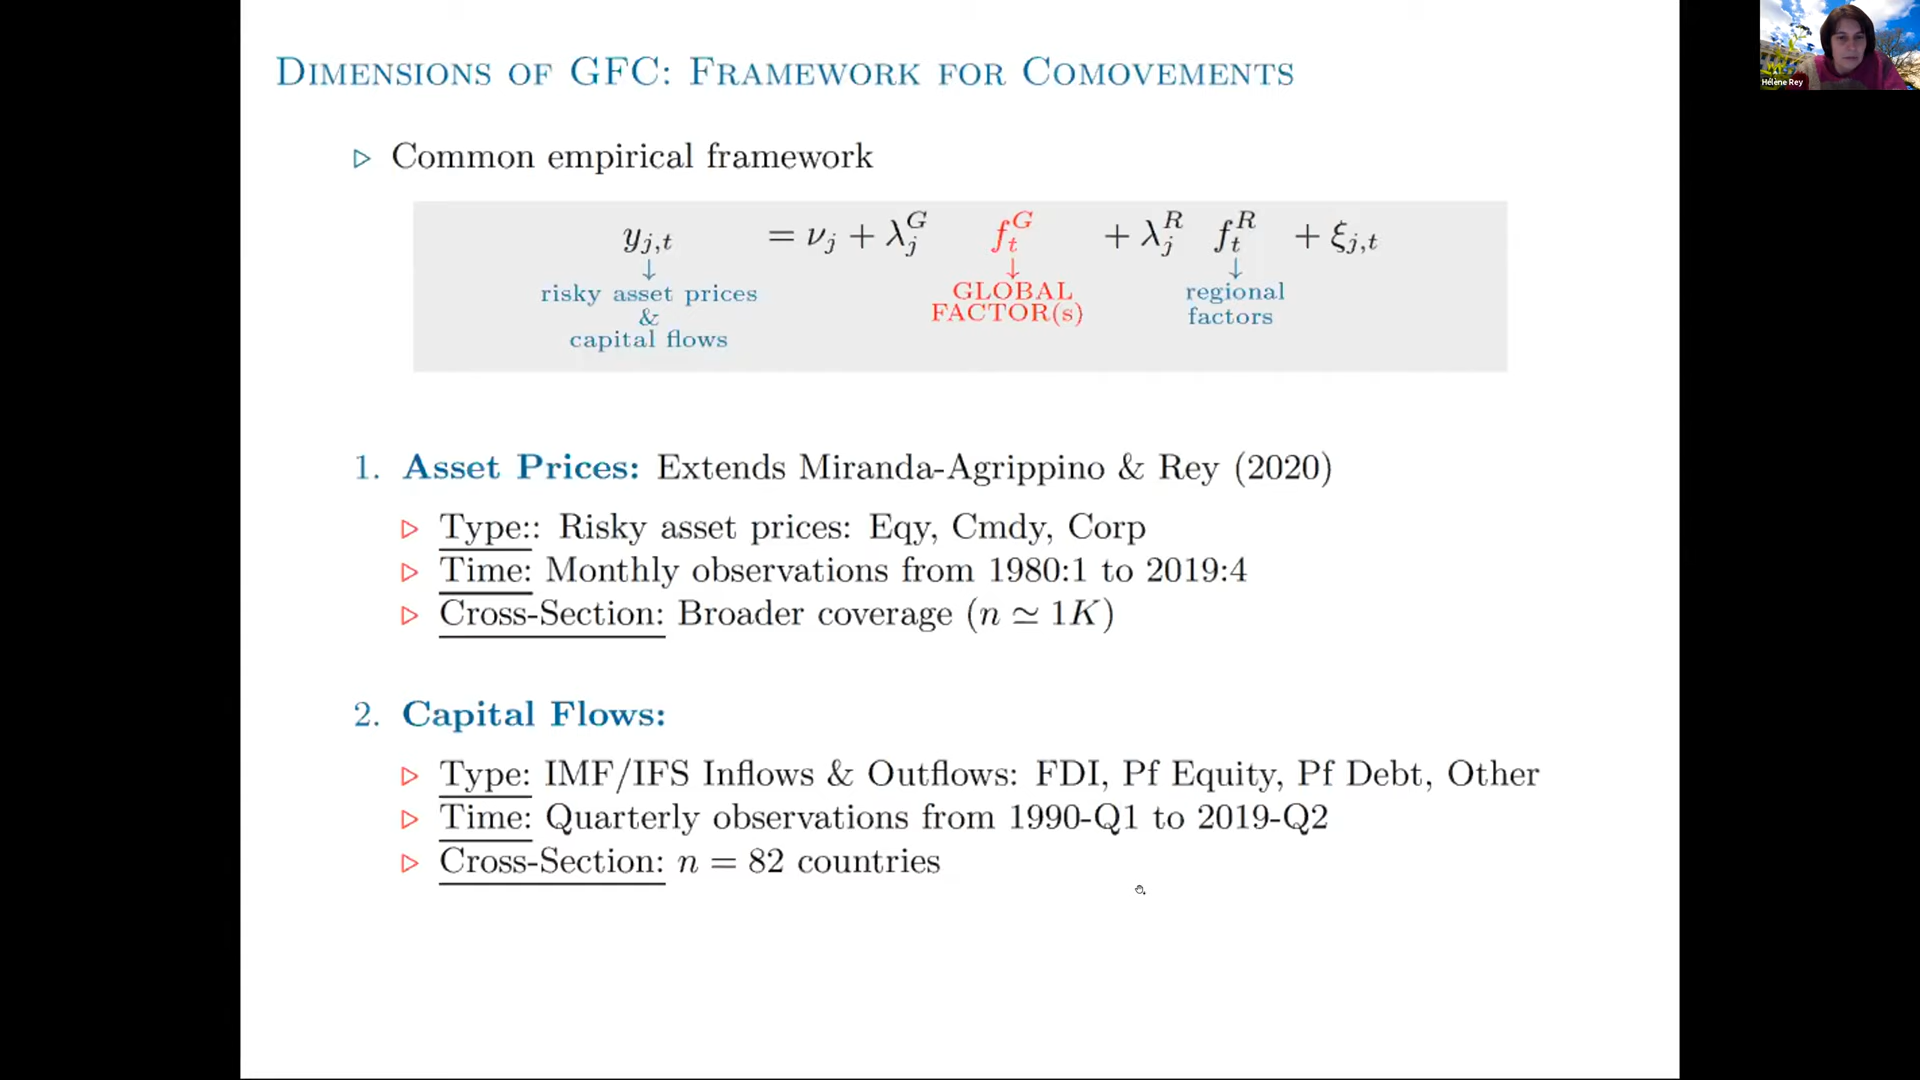 DIMENSIONS OF GFC: FRAMEWORK FOR COMOVEMENTS
Hélène Rey
▷ Common empirical framework
y_{j,t} = ν_j + λ_j^G f_t^G + λ_j^R f_t^R + ξ_{j,t}
↓ ↓ ↓
risky asset prices
&
capital flows
GLOBAL
FACTOR(s)
regional
factors
1. Asset Prices: Extends Miranda-Agrippino & Rey (2020)
▷ Type:: Risky asset prices: Eqy, Cmdy, Corp
▷ Time: Monthly observations from 1980:1 to 2019:4
▷ Cross-Section: Broader coverage (n ≃ 1K)
2. Capital Flows:
▷ Type: IMF/IFS Inflows & Outflows: FDI, Pf Equity, Pf Debt, Other
▷ Time: Quarterly observations from 1990-Q1 to 2019-Q2
▷ Cross-Section: n = 82 countries